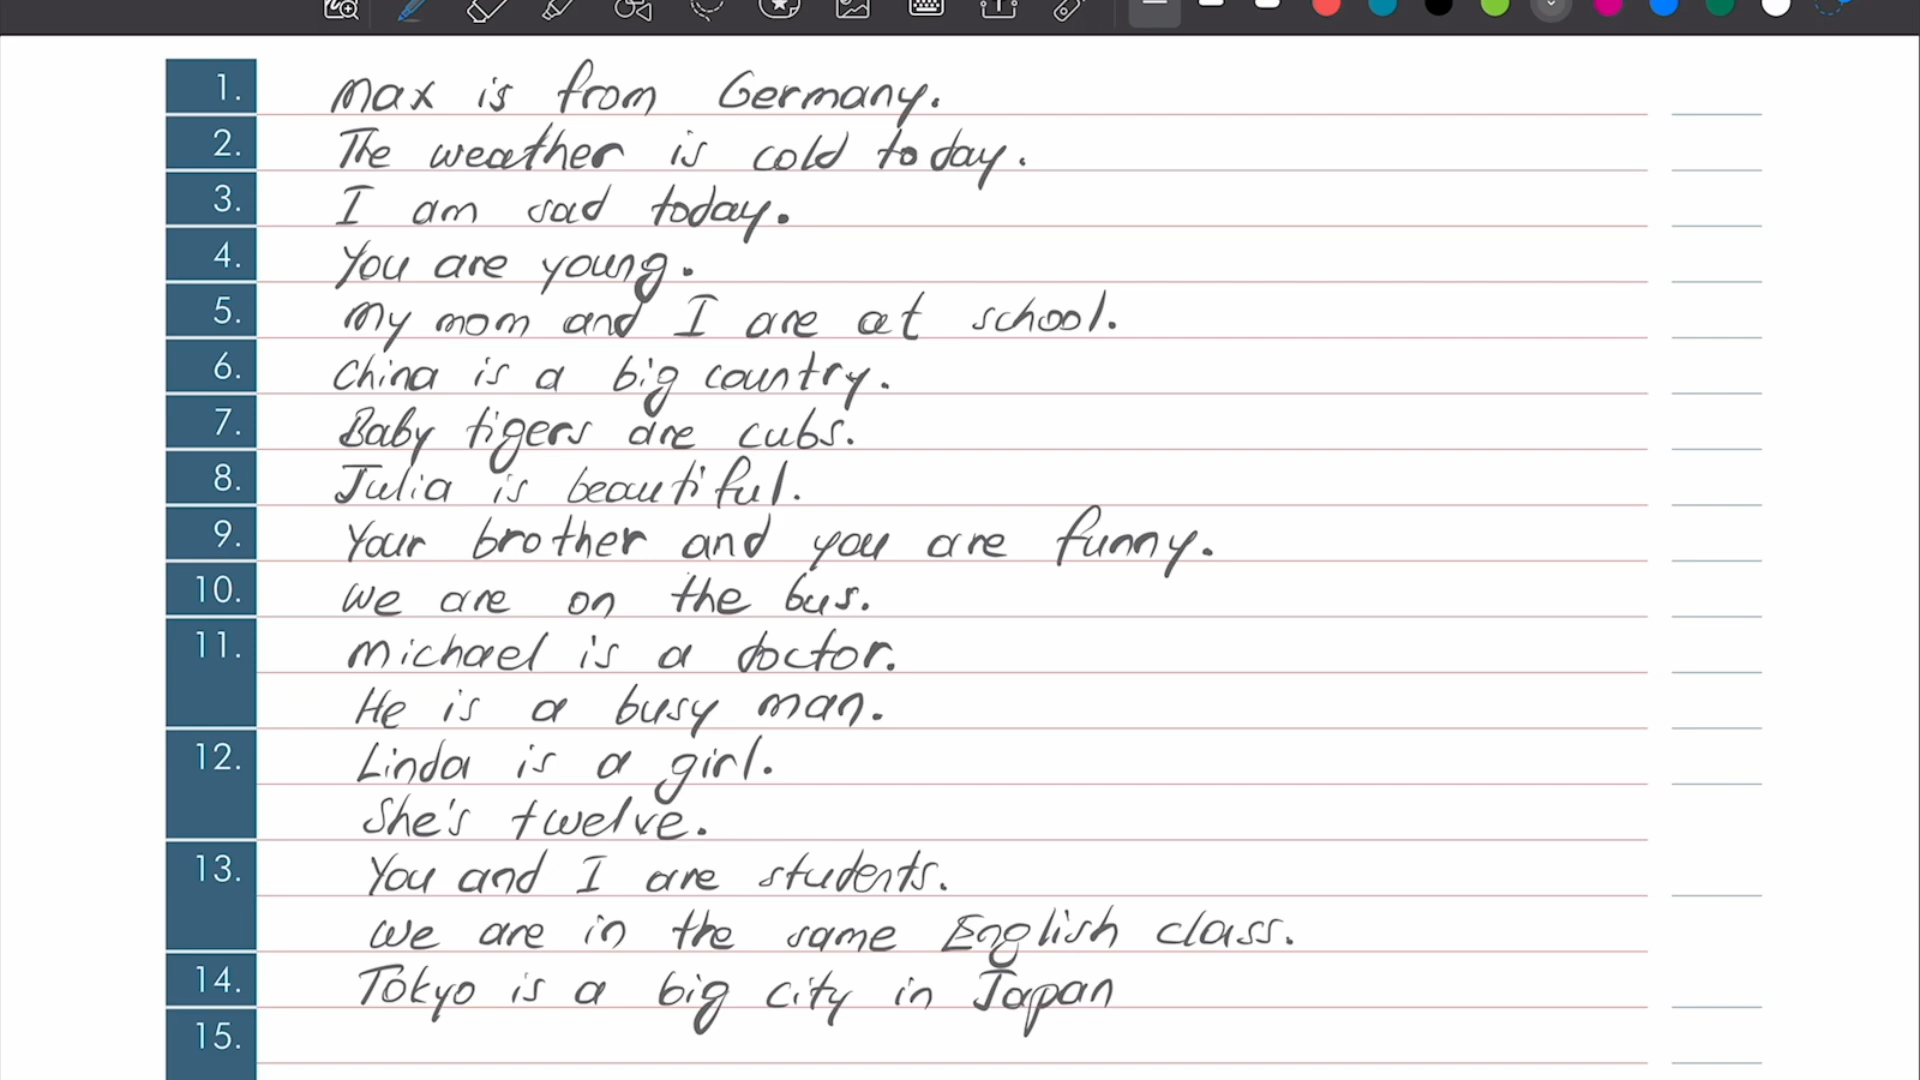 1. Max is from Germany.
2. The weather is cold today.
3. I am sad today.
4. You are young.
5. My mom and I are at school.
6. China is a big country.
7. Baby tigers are cubs.
8. Julia is beautiful.
9. Your brother and you are funny.
10. We are on the bus.
11. Michael is a doctor.
He is a busy man.
12. Linda is a girl.
She's twelve.
13. You and I are students.
We are in the same English class.
14. Tokyo is a big city in Japan
15.